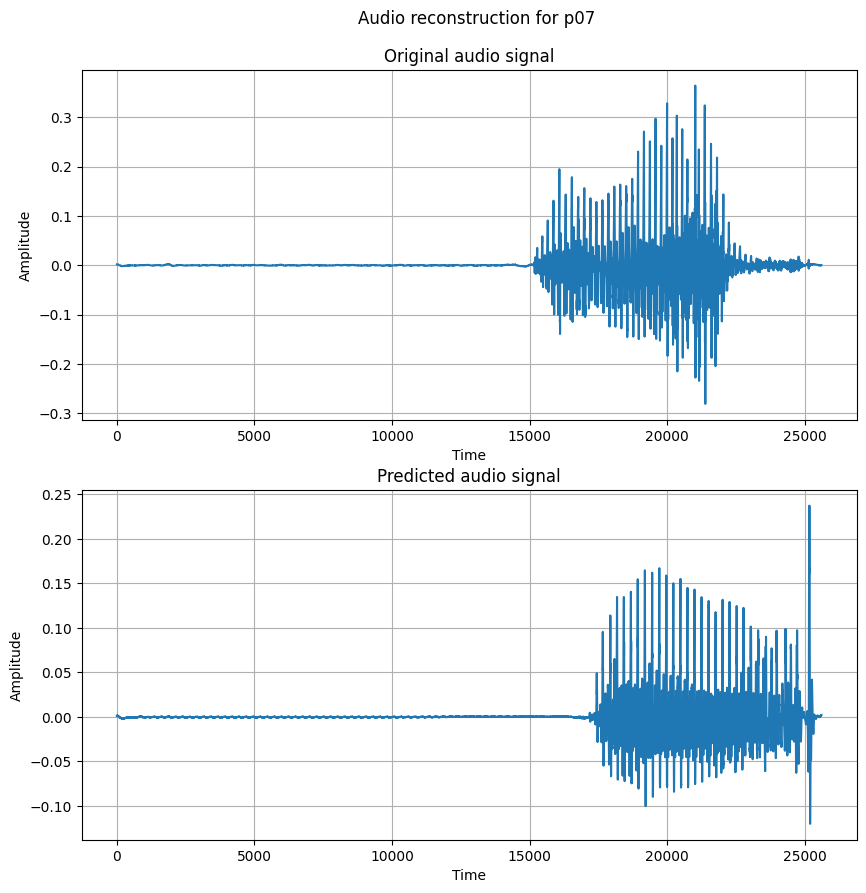 Audio reconstruction for p07
Original audio signal
Amplitude
0.3
0.2
0.1
0.0
−0.1
−0.2
−0.3
0 5000 10000 15000 20000 25000
Time
Predicted audio signal
Amplitude
0.25
0.20
0.15
0.10
0.05
0.00
−0.05
−0.10
0 5000 10000 15000 20000 25000
Time